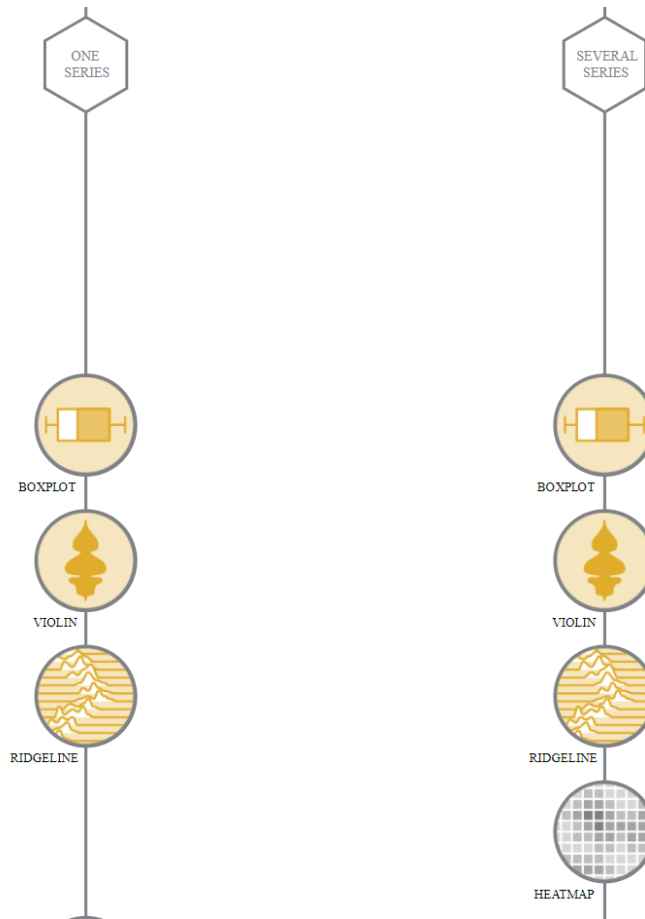 ONE
SERIES
SEVERAL
SERIES
BOXPLOT
BOXPLOT
VIOLIN
VIOLIN
RIDGELINE
RIDGELINE
HEATMAP